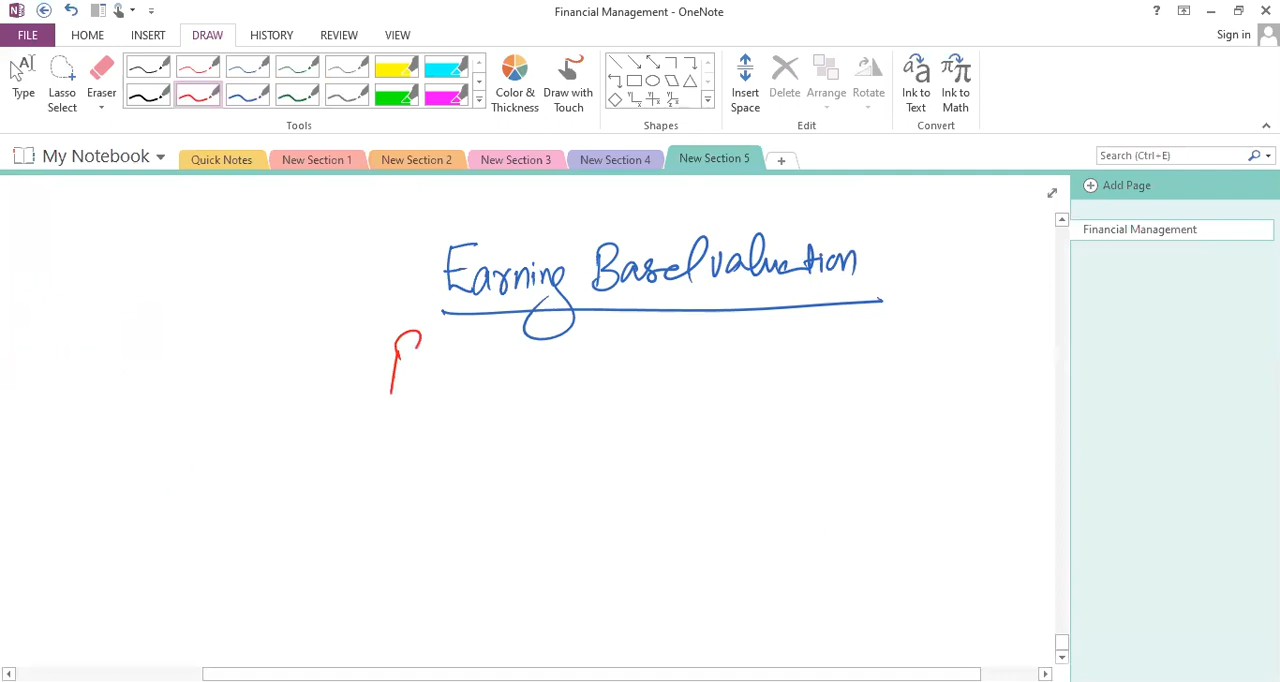 Financial Management - OneNote
? Sign in
FILE HOME INSERT DRAW HISTORY REVIEW VIEW
Type Lasso Select Eraser Color & Thickness Draw with Touch Insert Space Delete Arrange Rotate Ink to Text Ink to Math
Tools Shapes Edit Convert
My Notebook Quick Notes New Section 1 New Section 2 New Section 3 New Section 4 New Section 5 Search (Ctrl+E)
Add Page
Financial Management
Earning Based valuation